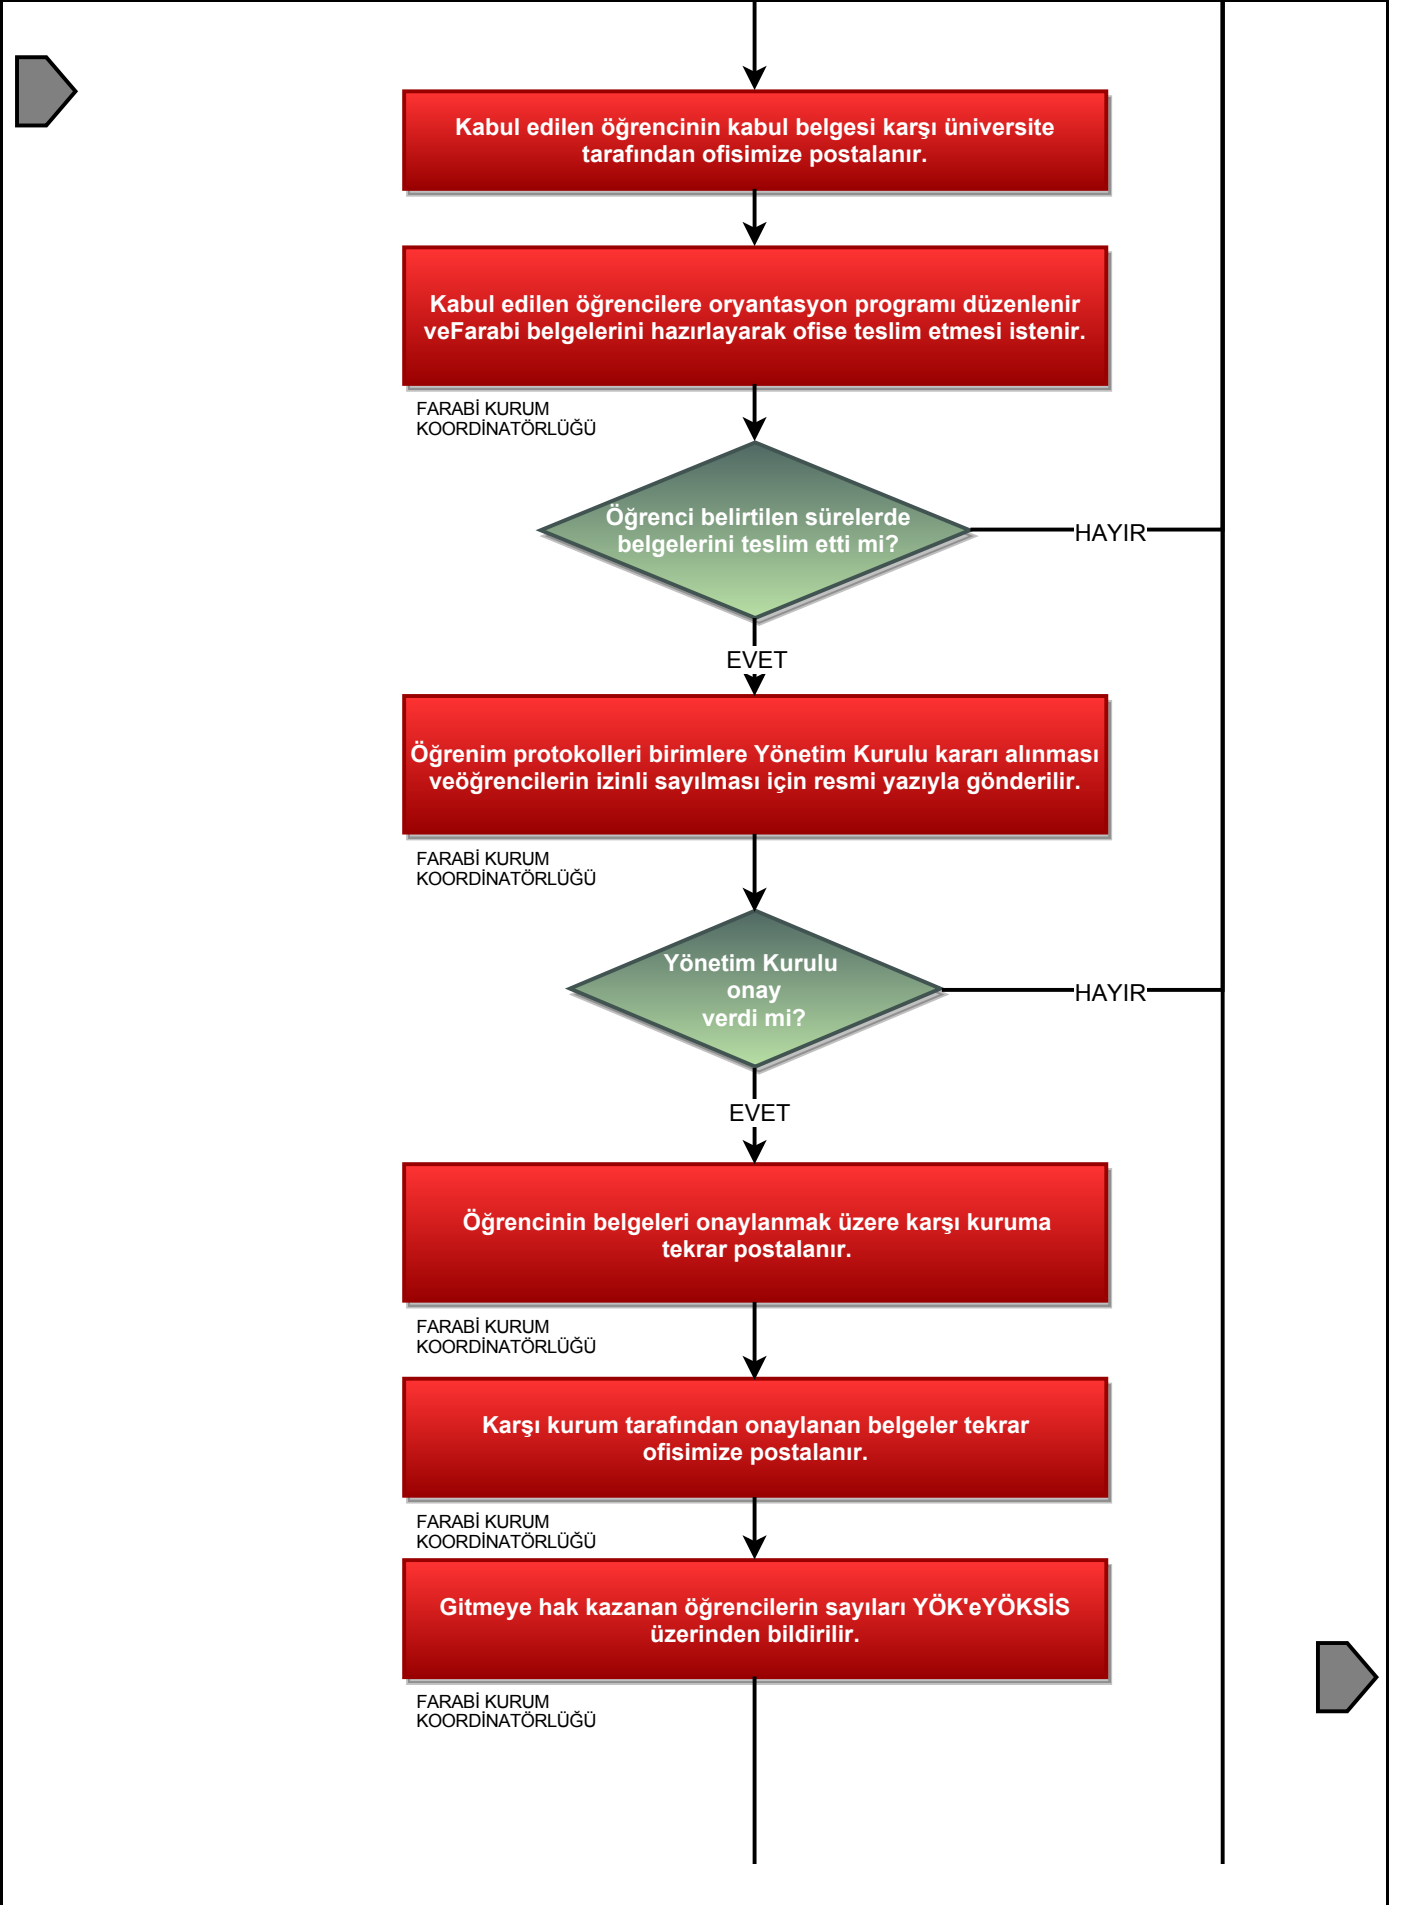 Kabul edilen öğrencinin kabul belgesi karşı üniversite
tarafından ofisimize postalanır.
Kabul edilen öğrencilere oryantasyon programı düzenlenir
veFarabi belgelerini hazırlayarak ofise teslim etmesi istenir.
FARABİ KURUM
KOORDİNATÖRLÜĞÜ
Öğrenci belirtilen sürelerde
belgelerini teslim etti mi?
HAYIR
EVET
Öğrenim protokolleri birimlere Yönetim Kurulu kararı alınması
veöğrencilerin izinli sayılması için resmi yazıyla gönderilir.
FARABİ KURUM
KOORDİNATÖRLÜĞÜ
Yönetim Kurulu
onay
verdi mi?
HAYIR
EVET
Öğrencinin belgeleri onaylanmak üzere karşı kuruma
tekrar postalanır.
FARABİ KURUM
KOORDİNATÖRLÜĞÜ
Karşı kurum tarafından onaylanan belgeler tekrar
ofisimize postalanır.
FARABİ KURUM
KOORDİNATÖRLÜĞÜ
Gitmeye hak kazanan öğrencilerin sayıları YÖK'eYÖKSİS
üzerinden bildirilir.
FARABİ KURUM
KOORDİNATÖRLÜĞÜ